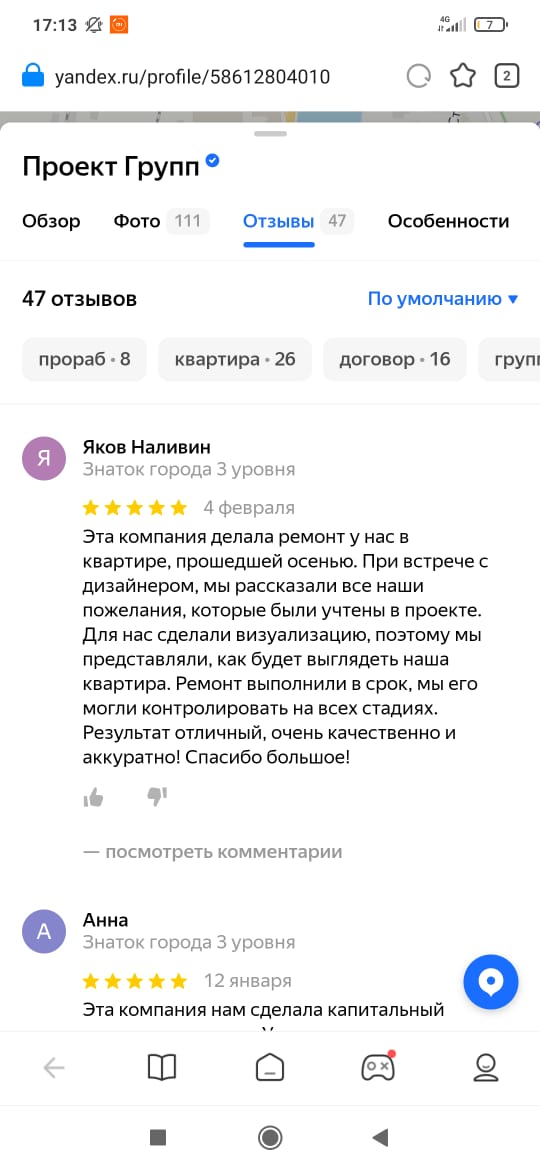 17:13
4G
7
yandex.ru/profile/58612804010
2
Проект Групп
Обзор Фото 111 Отзывы 47 Особенности
47 отзывов По умолчанию ▼
прораб • 8 квартира • 26 договор • 16 групп
Я
Яков Наливин
Знаток города 3 уровня
4 февраля
Эта компания делала ремонт у нас в
квартире, прошедшей осенью. При встрече с
дизайнером, мы рассказали все наши
пожелания, которые были учтены в проекте.
Для нас сделали визуализацию, поэтому мы
представляли, как будет выглядеть наша
квартира. Ремонт выполнили в срок, мы его
могли контролировать на всех стадиях.
Результат отличный, очень качественно и
аккуратно! Спасибо большое!
— посмотреть комментарии
А
Анна
Знаток города 3 уровня
12 января
Эта компания нам сделала капитальный